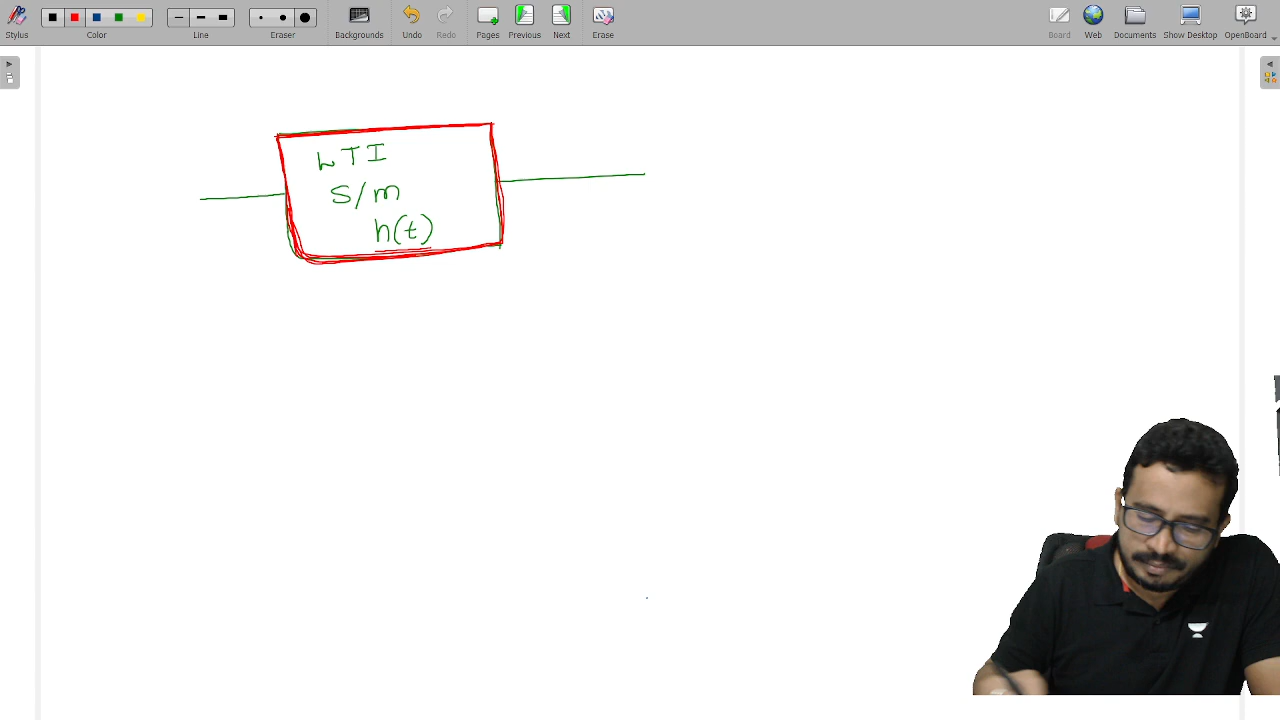 Stylus
Color
Line
Eraser
Backgrounds
Undo
Redo
Pages
Previous
Next
Erase
Board
Web
Documents
Show Desktop
OpenBoard
LTI
S/m
h(t)